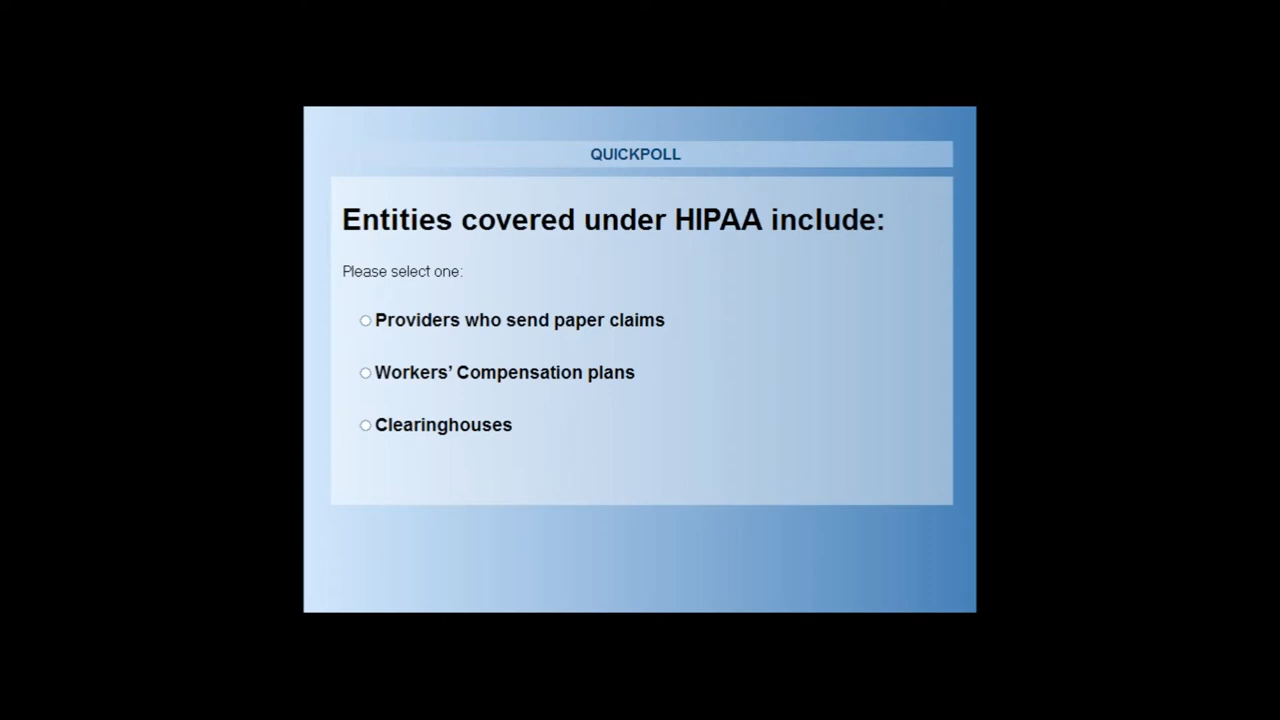 QUICKPOLL
Entities covered under HIPAA include:
Please select one:
Providers who send paper claims
Workers’ Compensation plans
Clearinghouses